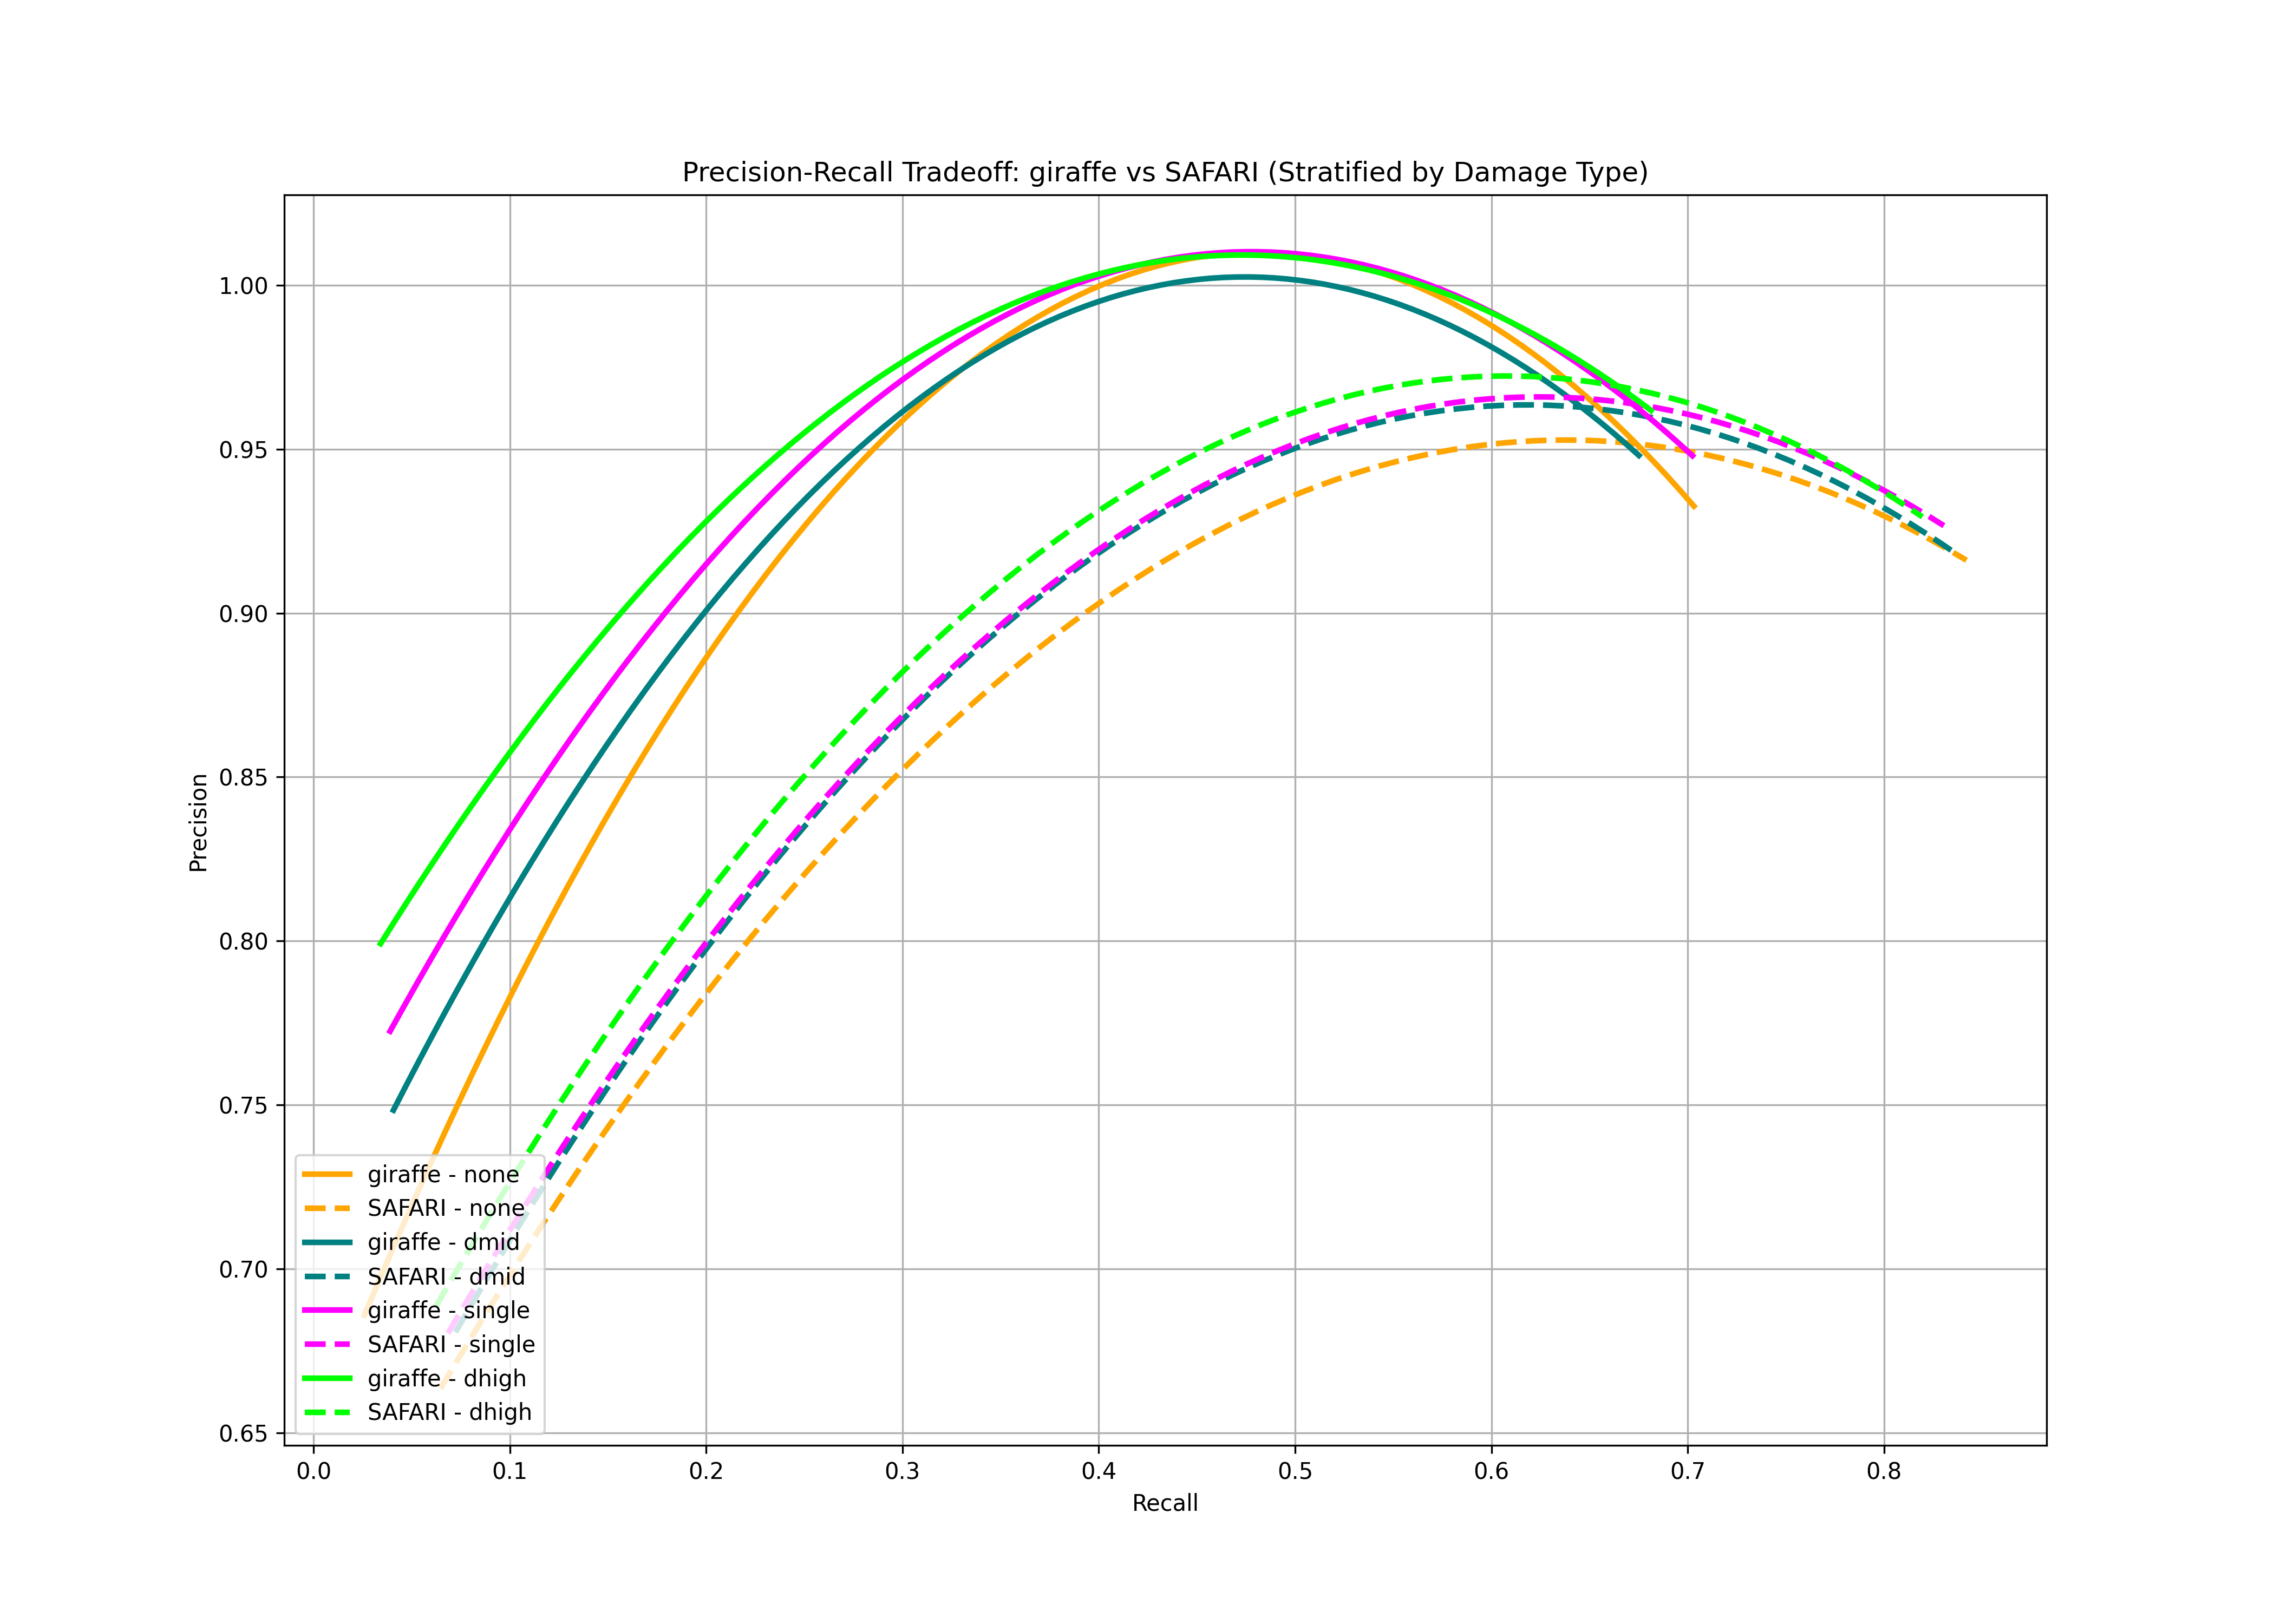 Precision-Recall Tradeoff: giraffe vs SAFARI (Stratified by Damage Type)
Precision
1.00
0.95
0.90
0.85
0.80
0.75
0.70
0.65
giraffe - none
SAFARI - none
giraffe - dmid
SAFARI - dmid
giraffe - single
SAFARI - single
giraffe - dhigh
SAFARI - dhigh
0.0 0.1 0.2 0.3 0.4 0.5 0.6 0.7 0.8
Recall